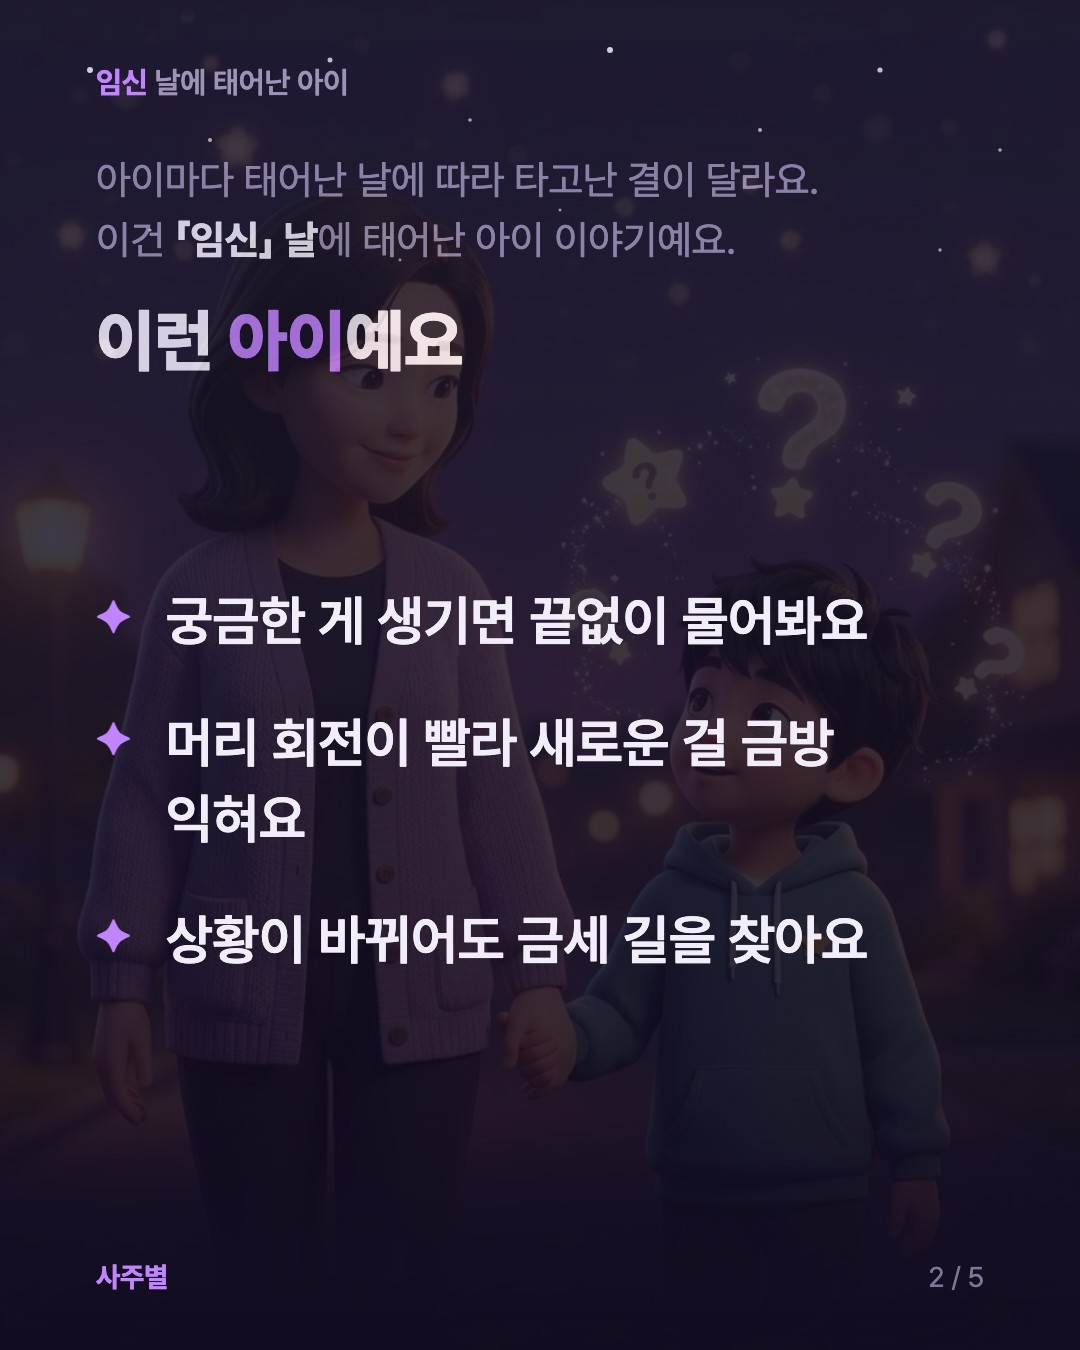 임신 날에 태어난 아이
아이마다 태어난 날에 따라 타고난 결이 달라요.
이건 「임신」 날에 태어난 아이 이야기예요.
이런 아이예요
궁금한 게 생기면 끝없이 물어봐요
머리 회전이 빨라 새로운 걸 금방
익혀요
상황이 바뀌어도 금세 길을 찾아요
사주별
2 / 5